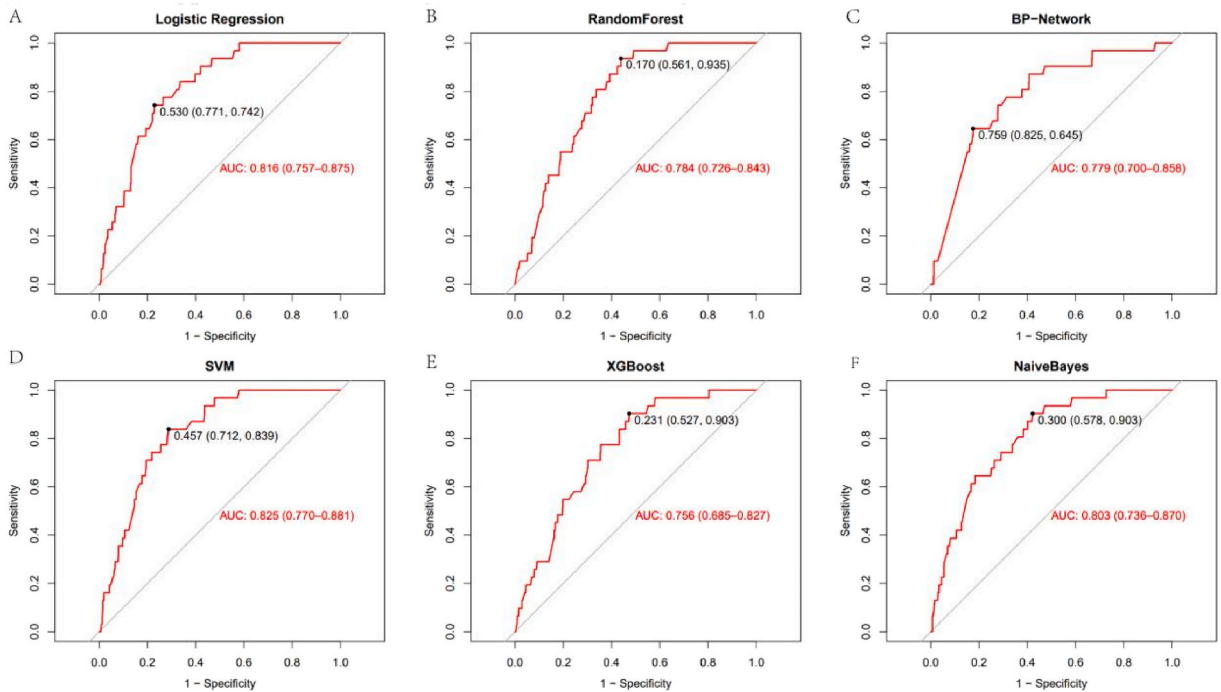 A
Logistic Regression
Sensitivity
0.0 0.2 0.4 0.6 0.8 1.0
0.530 (0.771, 0.742)
AUC: 0.816 (0.757–0.875)
0.0 0.2 0.4 0.6 0.8 1.0
1 − Specificity
B
RandomForest
Sensitivity
0.0 0.2 0.4 0.6 0.8 1.0
0.170 (0.561, 0.935)
AUC: 0.784 (0.726–0.843)
0.0 0.2 0.4 0.6 0.8 1.0
1 − Specificity
C
BP−Network
Sensitivity
0.0 0.2 0.4 0.6 0.8 1.0
0.759 (0.825, 0.645)
AUC: 0.779 (0.700–0.858)
0.0 0.2 0.4 0.6 0.8 1.0
1 − Specificity
D
SVM
Sensitivity
0.0 0.2 0.4 0.6 0.8 1.0
0.457 (0.712, 0.839)
AUC: 0.825 (0.770–0.881)
0.0 0.2 0.4 0.6 0.8 1.0
1 − Specificity
E
XGBoost
Sensitivity
0.0 0.2 0.4 0.6 0.8 1.0
0.231 (0.527, 0.903)
AUC: 0.756 (0.685–0.827)
0.0 0.2 0.4 0.6 0.8 1.0
1 − Specificity
F
NaiveBayes
Sensitivity
0.0 0.2 0.4 0.6 0.8 1.0
0.300 (0.578, 0.903)
AUC: 0.803 (0.736–0.870)
0.0 0.2 0.4 0.6 0.8 1.0
1 − Specificity